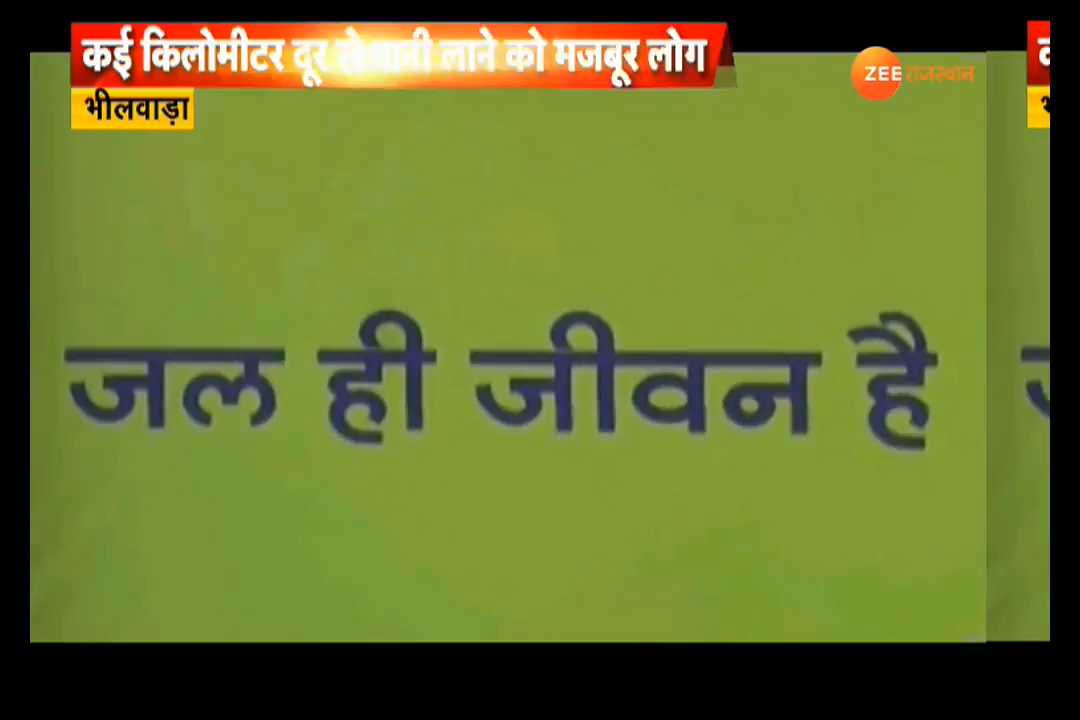 कई किलोमीटर दूर से पानी लाने को मजबूर लोग
भीलवाड़ा
ZEE राजस्थान
जल ही जीवन है